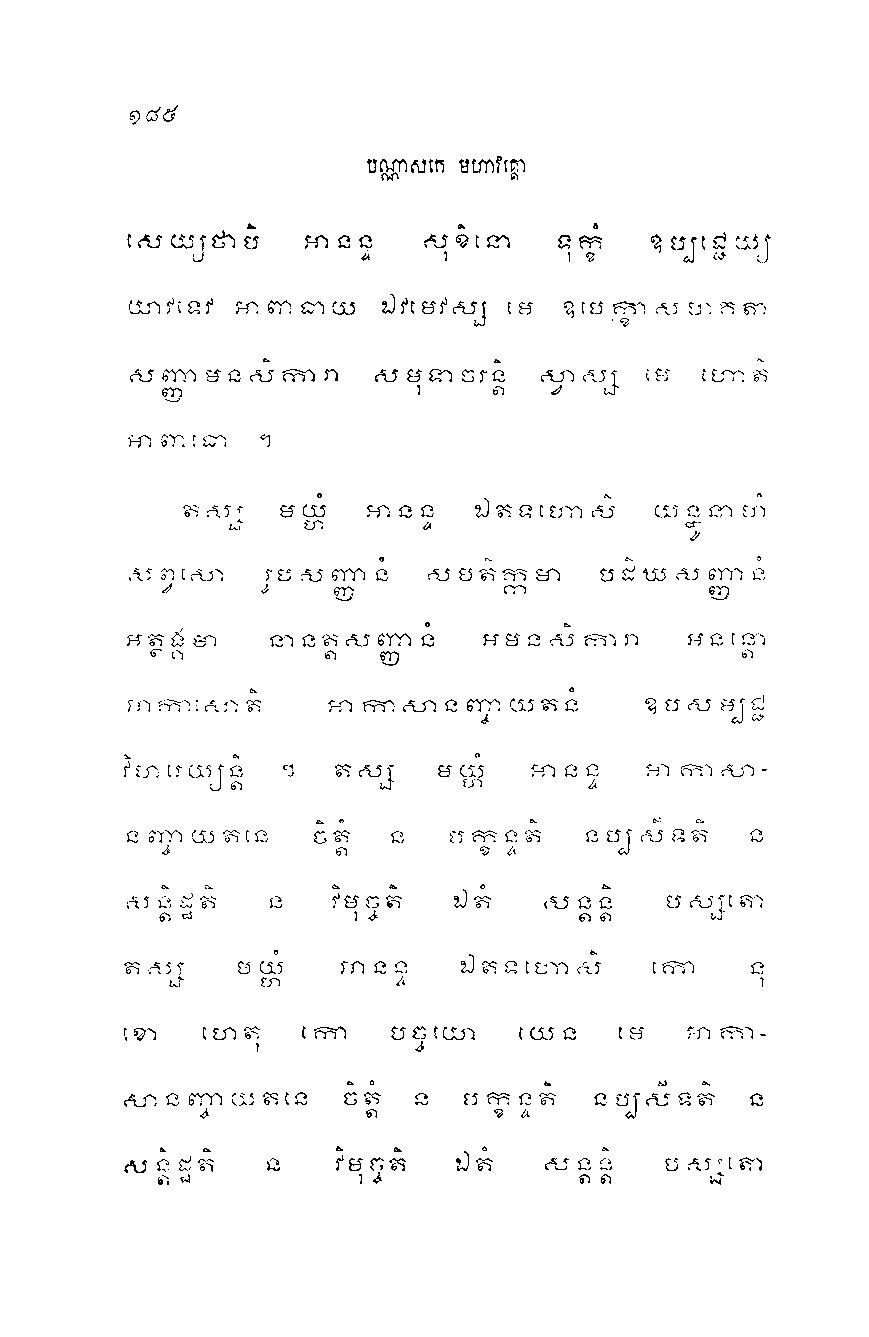 ១៨៥
បណ្ណាសកេ មហាវគ្គោ
សេយ្យថាបិ អានន្ទ សុខិនោ ទុក្ខំ ឧប្បជ្ជេយ្យ
យាវទេវ អាពាធាយ ឯវមេវស្ស មេ ឧបេក្ខាសហគតា
សញ្ញាមនសិការា សមុទាចរន្តិ ស្វាស្ស មេ ហោតិ
អាពាធោ ។
តស្ស មយ្ហំ អានន្ទ ឯតទហោសិ យន្នូនាហំ
សព្វសោ រូបសញ្ញានំ សមតិក្កមា បដិឃសញ្ញានំ
អត្ថង្គមា នានត្តសញ្ញានំ អមនសិការា អនន្តោ
អាកាសោតិ អាកាសានញ្ចាយតនំ ឧបសម្បជ្ជ
វិហរេយ្យន្តិ ។ តស្ស មយ្ហំ អានន្ទ អាកាសា-
នញ្ចាយតនេ ចិត្តំ ន បក្ខន្ទតិ នប្បសីទតិ ន
សន្តិដ្ឋតិ ន វិមុច្ចតិ ឯតំ សន្តន្តិ បស្សតោ
តស្ស មយ្ហំ អានន្ទ ឯតទហោសិ កោ នុ
ខោ ហេតុ កោ បច្ចយោ យេន មេ អាកា-
សានញ្ចាយតនេ ចិត្តំ ន បក្ខន្ទតិ នប្បសីទតិ ន
សន្តិដ្ឋតិ ន វិមុច្ចតិ ឯតំ សន្តន្តិ បស្សតោ